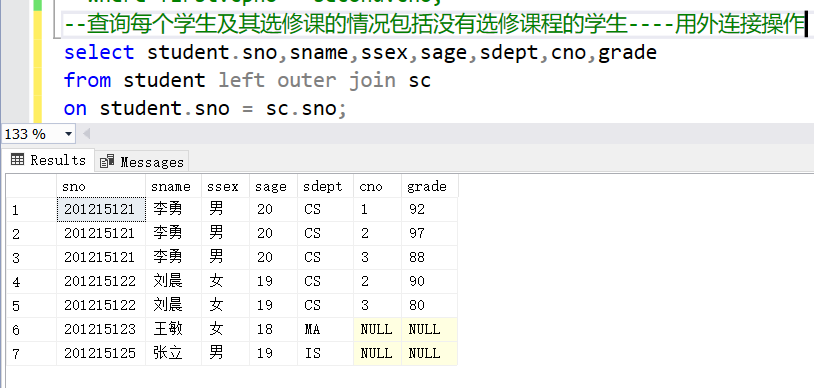 --查询每个学生及其选修课的情况包括没有选修课程的学生----用外连接操作
select student.sno,sname,ssex,sage,sdept,cno,grade
from student left outer join sc
on student.sno = sc.sno;
133 %
Results Messages
sno sname ssex sage sdept cno grade
1 201215121 李勇 男 20 CS 1 92
2 201215121 李勇 男 20 CS 2 97
3 201215121 李勇 男 20 CS 3 88
4 201215122 刘晨 女 19 CS 2 90
5 201215122 刘晨 女 19 CS 3 80
6 201215123 王敏 女 18 MA NULL NULL
7 201215125 张立 男 19 IS NULL NULL